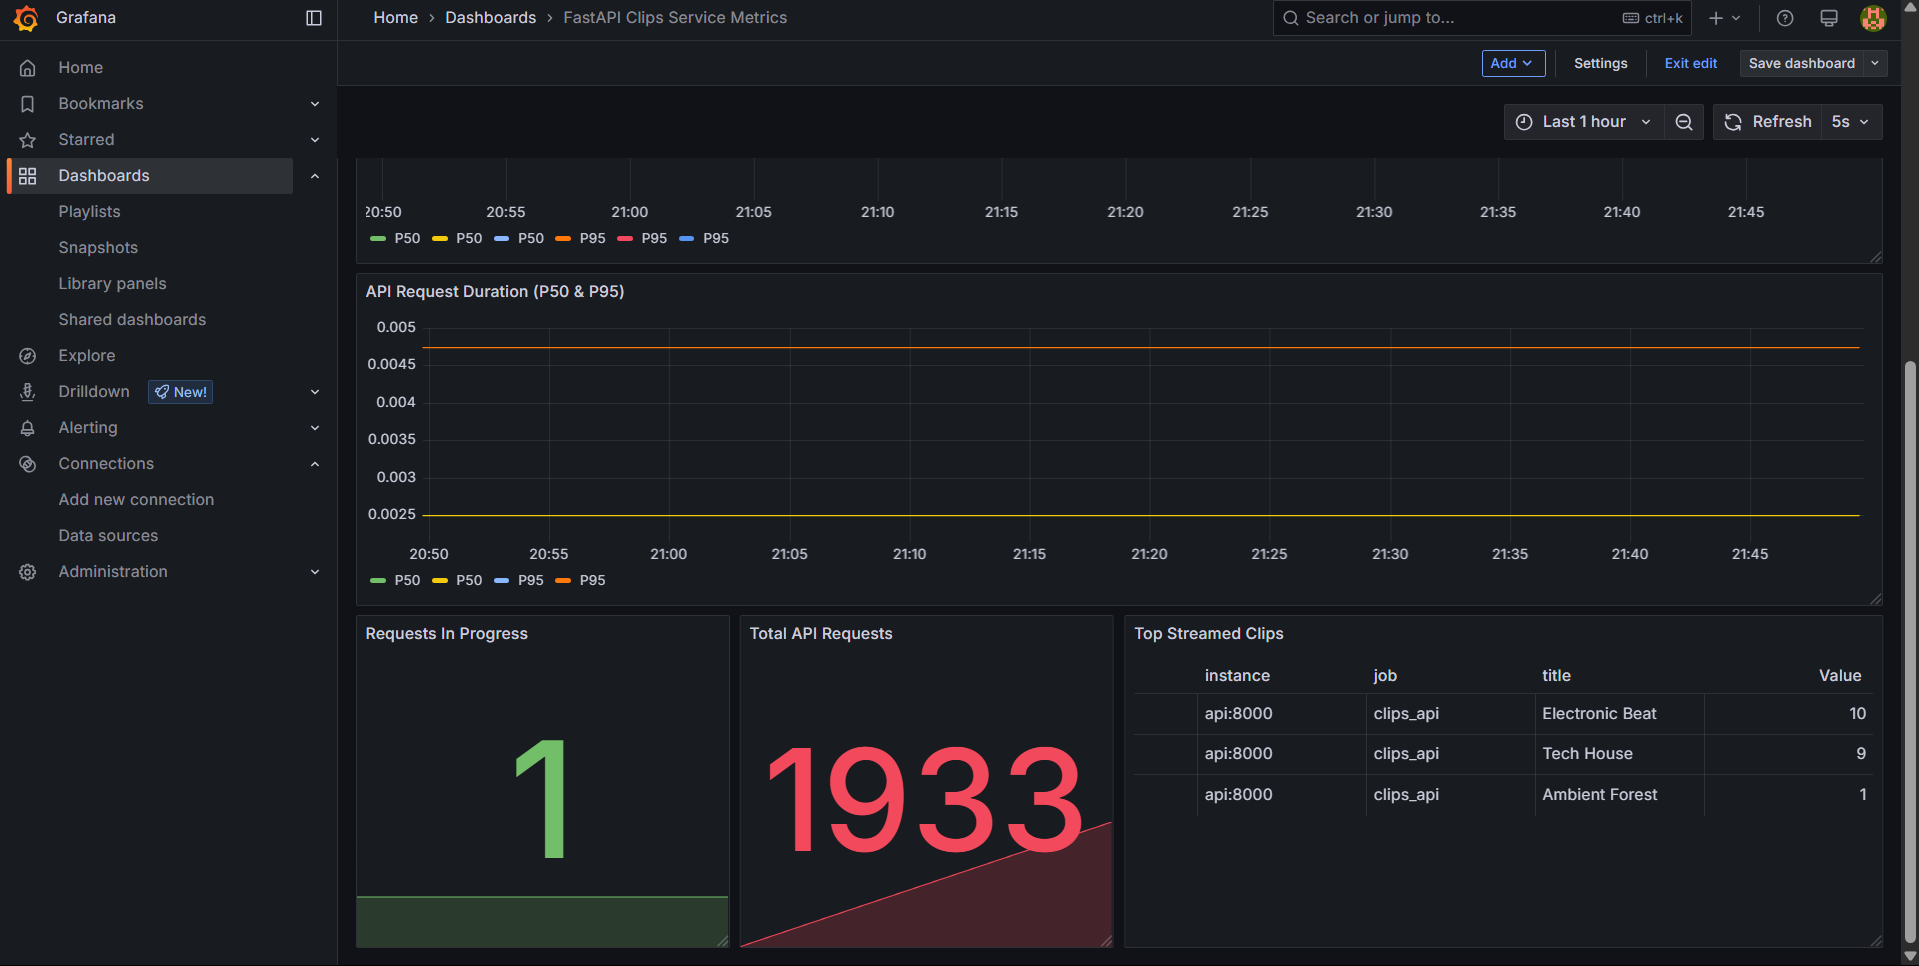 Grafana
Home › Dashboards › FastAPI Clips Service Metrics
Search or jump to...
ctrl+k
Add
Settings
Exit edit
Save dashboard
Last 1 hour
Refresh
5s
Home
Bookmarks
Starred
Dashboards
Playlists
Snapshots
Library panels
Shared dashboards
Explore
Drilldown New!
Alerting
Connections
Add new connection
Data sources
Administration
20:50 20:55 21:00 21:05 21:10 21:15 21:20 21:25 21:30 21:35 21:40 21:45
P50 P50 P50 P95 P95 P95
API Request Duration (P50 & P95)
0.005
0.0045
0.004
0.0035
0.003
0.0025
20:50 20:55 21:00 21:05 21:10 21:15 21:20 21:25 21:30 21:35 21:40 21:45
P50 P50 P95 P95
Requests In Progress
1
Total API Requests
1933
Top Streamed Clips
instance job title Value
api:8000 clips_api Electronic Beat 10
api:8000 clips_api Tech House 9
api:8000 clips_api Ambient Forest 1